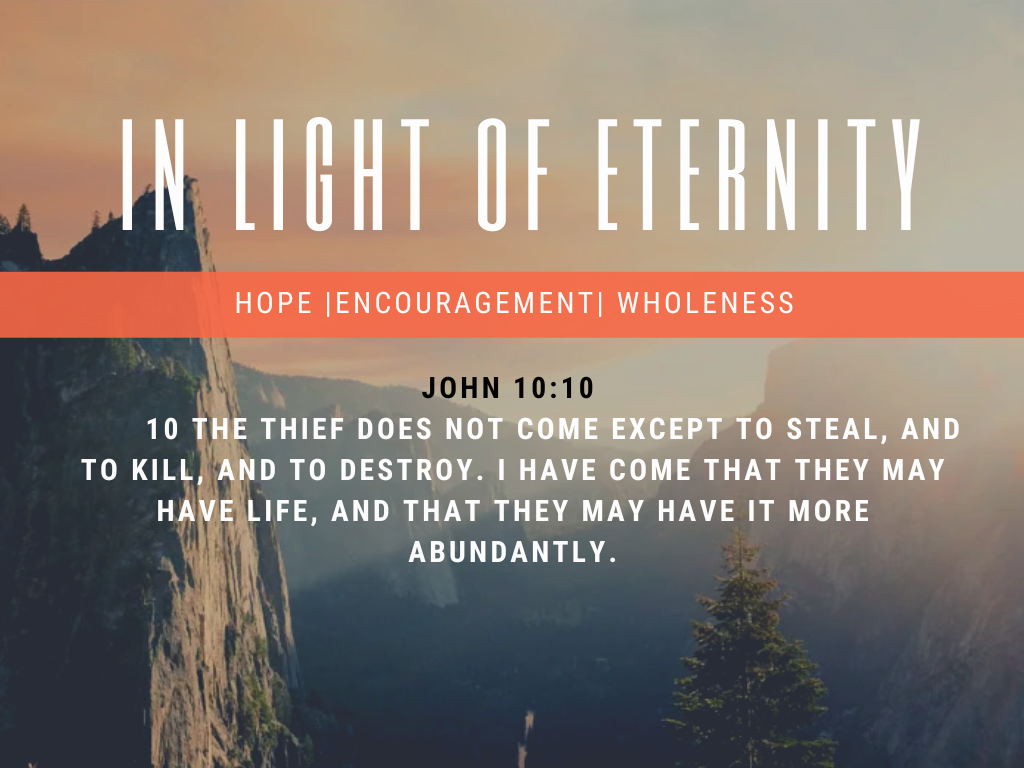 IN LIGHT OF ETERNITY
HOPE |ENCOURAGEMENT| WHOLENESS
JOHN 10:10
10 THE THIEF DOES NOT COME EXCEPT TO STEAL, AND
TO KILL, AND TO DESTROY. I HAVE COME THAT THEY MAY
HAVE LIFE, AND THAT THEY MAY HAVE IT MORE
ABUNDANTLY.